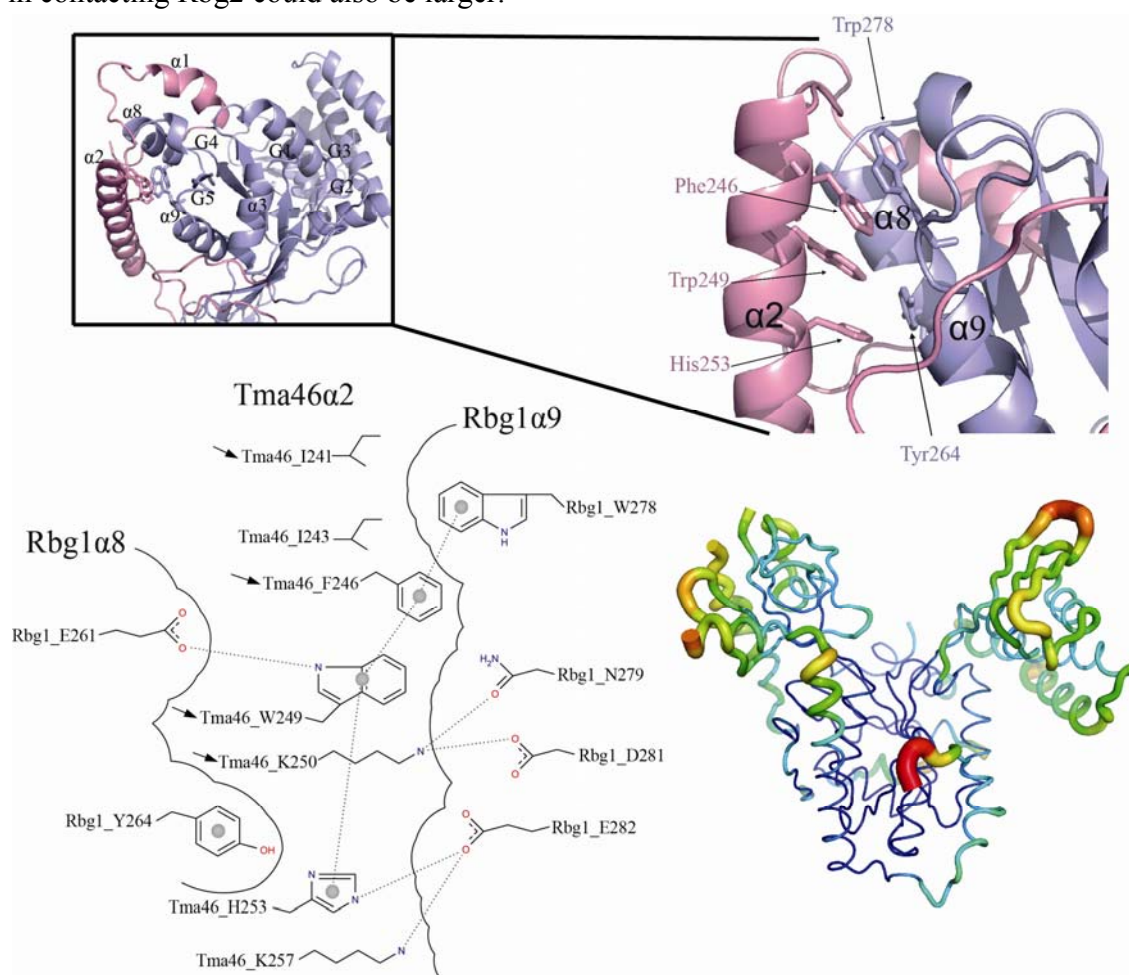 in contacting Rbg2 could also be larger.
α1
α8
G4
G1
G3
α2
G5
G2
α9
α3
Trp278
Phe246
α8
Trp249
α2
α9
His253
Tyr264
Tma46α2
Rbg1α9
Tma46_I241
Rbg1_W278
N
H
Tma46_I243
Rbg1α8
Tma46_F246
O
Rbg1_E261
O
N
H₂N
Rbg1_N279
O
Tma46_W249
O
Tma46_K250
N
Rbg1_D281
O
Rbg1_Y264
OH
O
Rbg1_E282
O
N
N
Tma46_H253
Tma46_K257
N